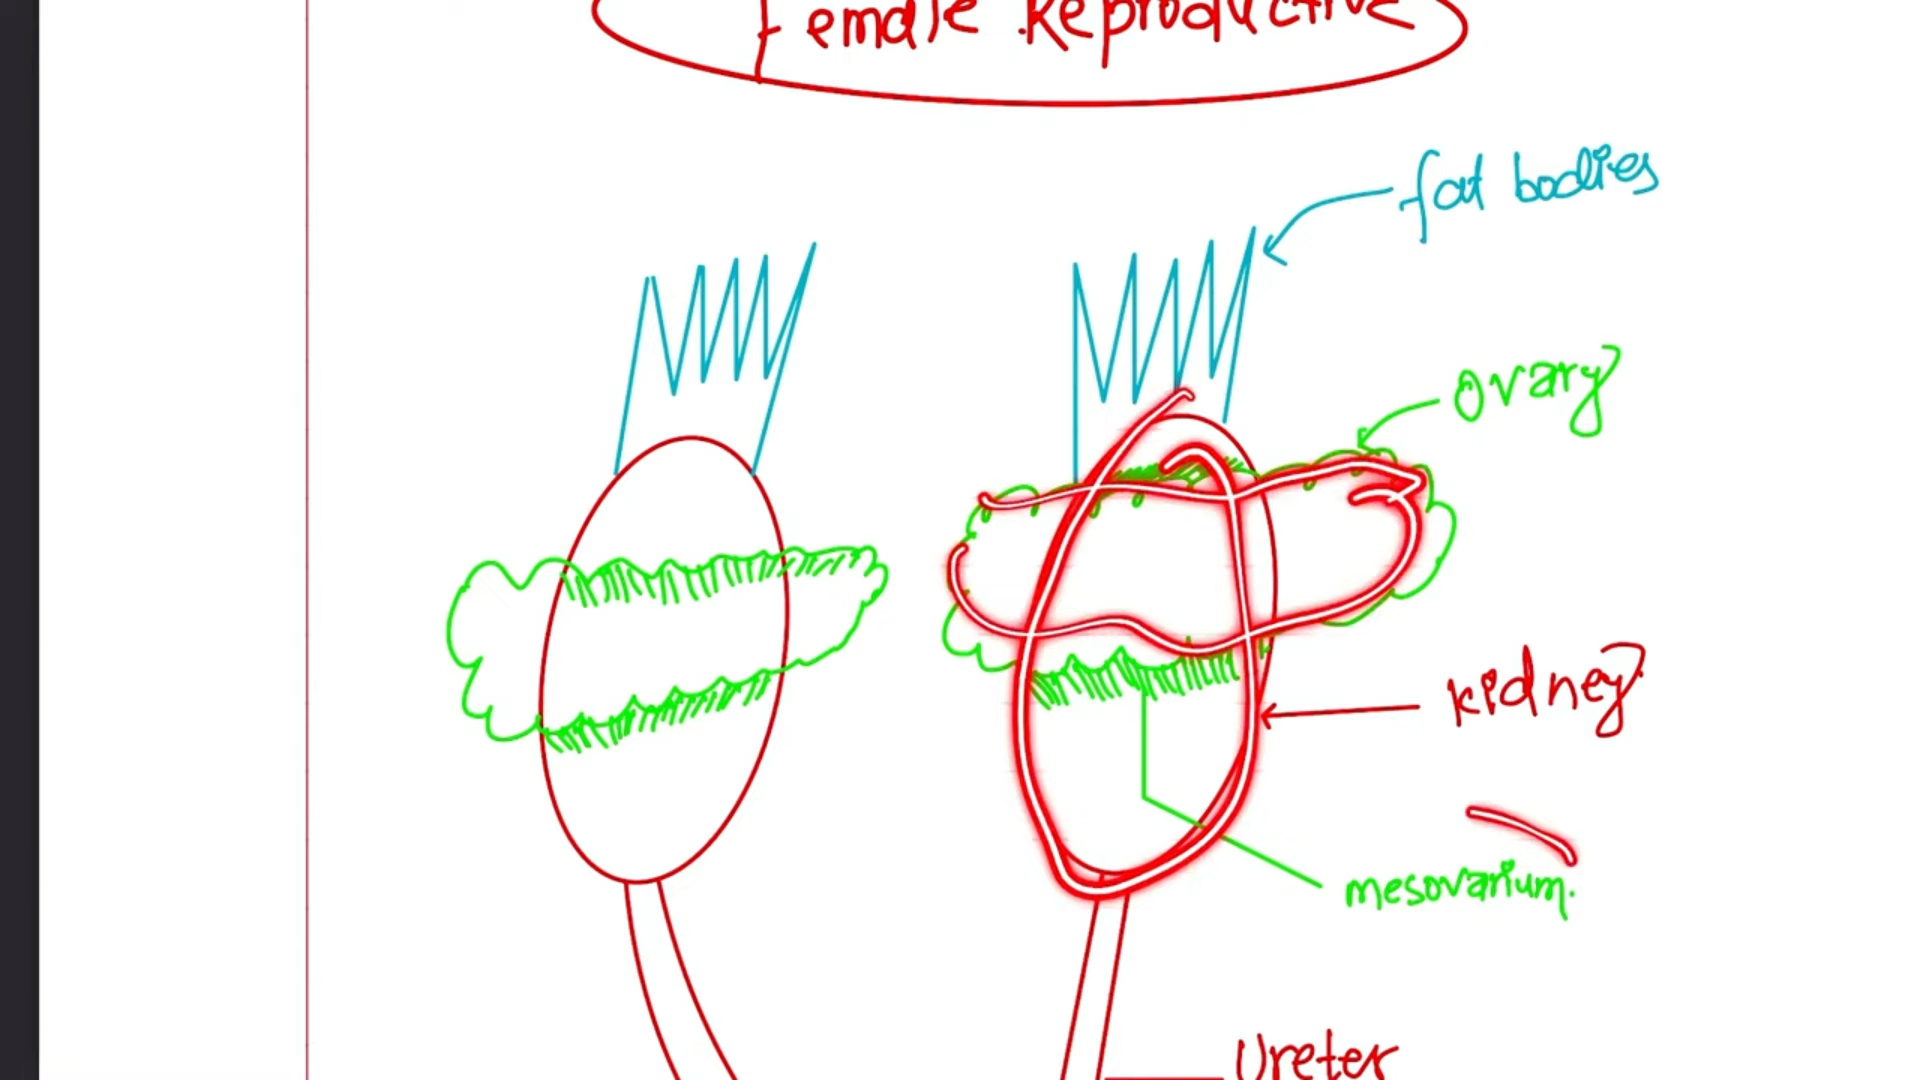 Female Reproductive
fat bodies
ovary
kidney
mesovarium.
Ureter